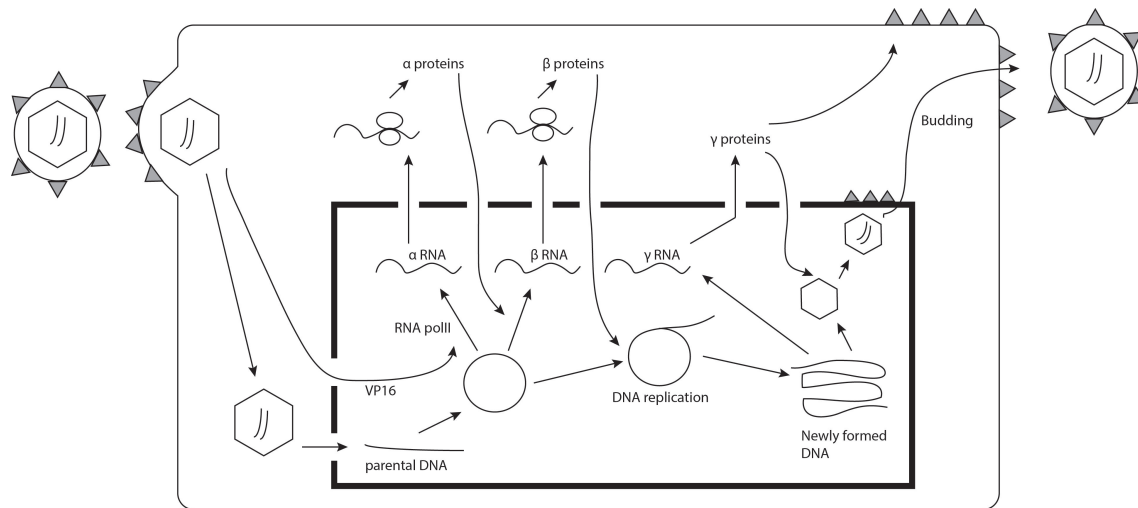 α proteins
β proteins
γ proteins
Budding
α RNA
β RNA
γ RNA
RNA polII
VP16
DNA replication
parental DNA
Newly formed
DNA